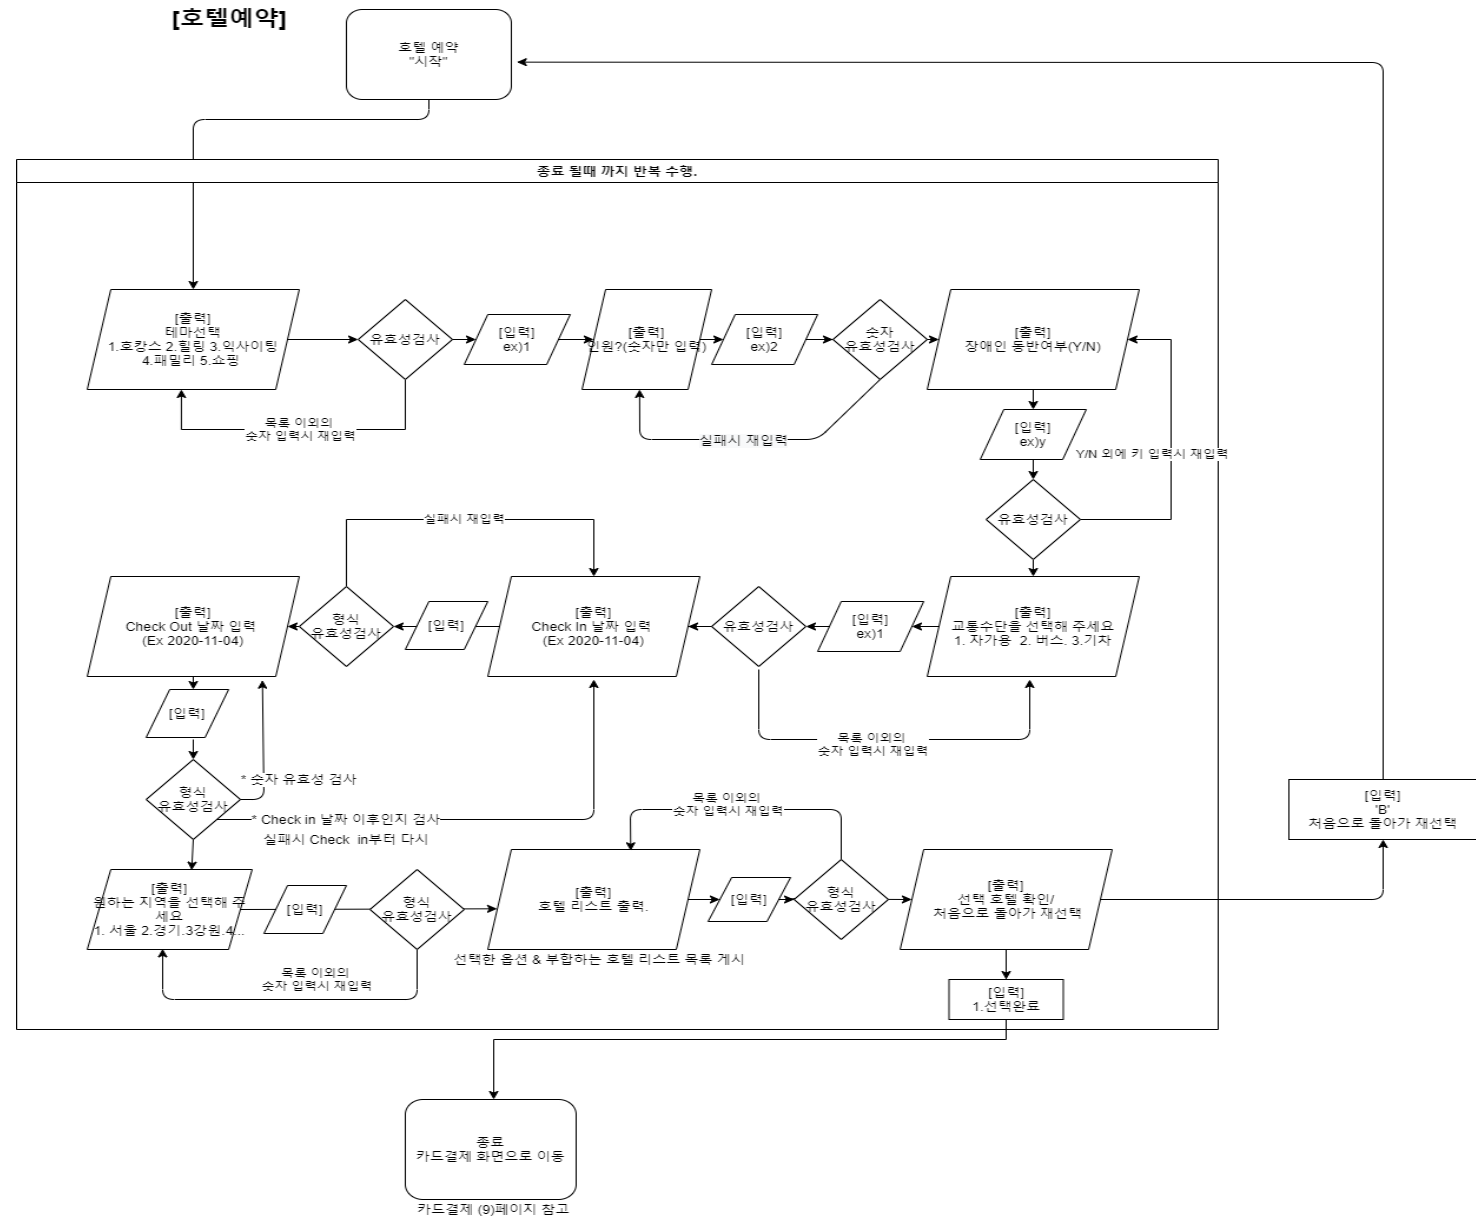 [호텔예약]
호텔 예약
"시작"
종료 될때 까지 반복 수행.
[출력]
테마선택
1.호캉스 2.힐링 3.익사이팅
4.패밀리 5.쇼핑
유효성검사
[입력]
ex)1
[출력]
인원?(숫자만 입력)
[입력]
ex)2
숫자
유효성검사
[출력]
장애인 동반여부(Y/N)
목록 이외의
숫자 입력시 재입력
실패시 재입력
[입력]
ex)y
Y/N 외에 키 입력시 재입력
유효성검사
실패시 재입력
[출력]
Check Out 날짜 입력
(Ex 2020-11-04)
형식
유효성검사
[입력]
[출력]
Check In 날짜 입력
(Ex 2020-11-04)
유효성검사
[입력]
ex)1
[출력]
교통수단을 선택해 주세요
1. 자가용 2. 버스. 3.기차
[입력]
목록 이외의
숫자 입력시 재입력
* 숫자 유효성 검사
형식
유효성검사
* Check in 날짜 이후인지 검사
실패시 Check in부터 다시
목록 이외의
숫자 입력시 재입력
[입력]
'B'
처음으로 돌아가 재선택
[출력]
원하는 지역을 선택해 주
세요
1. 서울 2.경기.3강원.4...
[입력]
형식
유효성검사
[출력]
호텔 리스트 출력.
[입력]
형식
유효성검사
[출력]
선택 호텔 확인/
처음으로 돌아가 재선택
선택한 옵션 & 부합하는 호텔 리스트 목록 게시
목록 이외의
숫자 입력시 재입력
[입력]
1.선택완료
종료
카드결제 화면으로 이동
카드결제 (9)페이지 참고